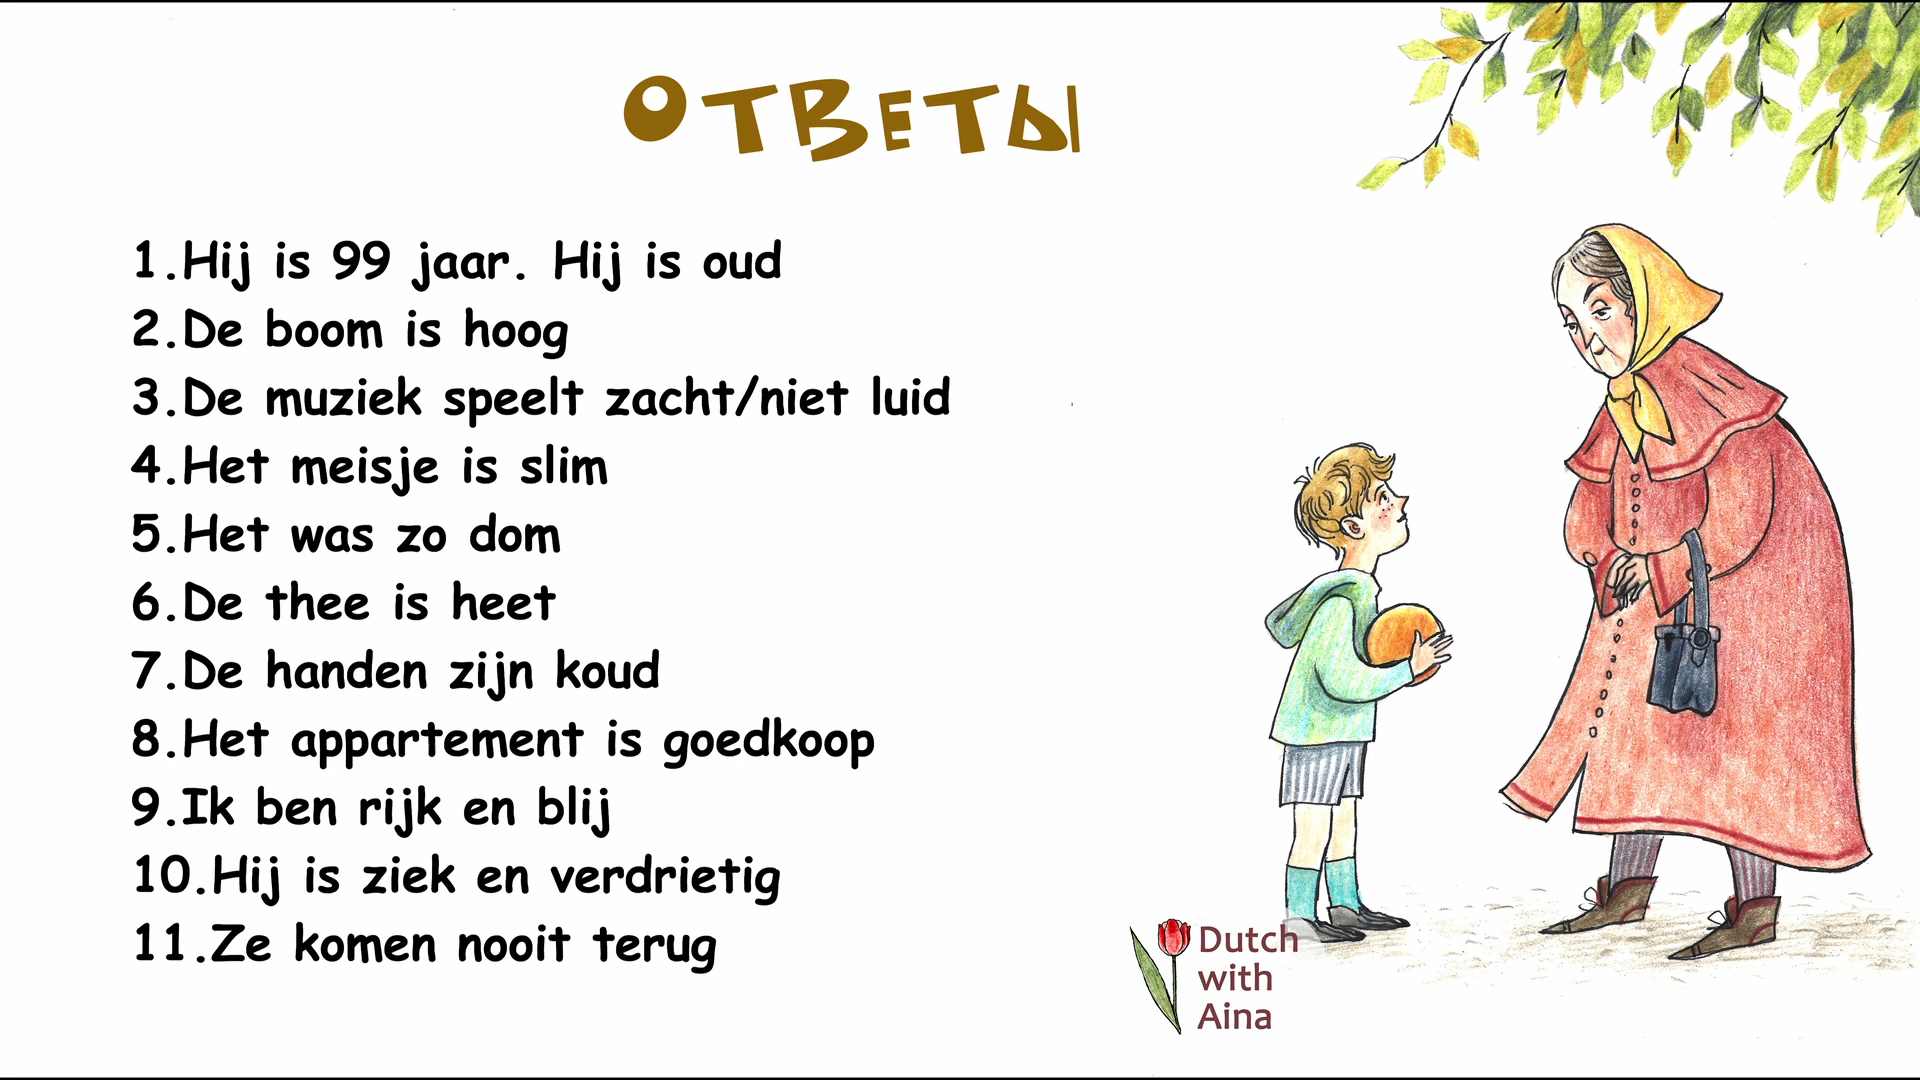 Ответы
1.Hij is 99 jaar. Hij is oud
2.De boom is hoog
3.De muziek speelt zacht/niet luid
4.Het meisje is slim
5.Het was zo dom
6.De thee is heet
7.De handen zijn koud
8.Het appartement is goedkoop
9.Ik ben rijk en blij
10.Hij is ziek en verdrietig
11.Ze komen nooit terug
Dutch
with
Aina